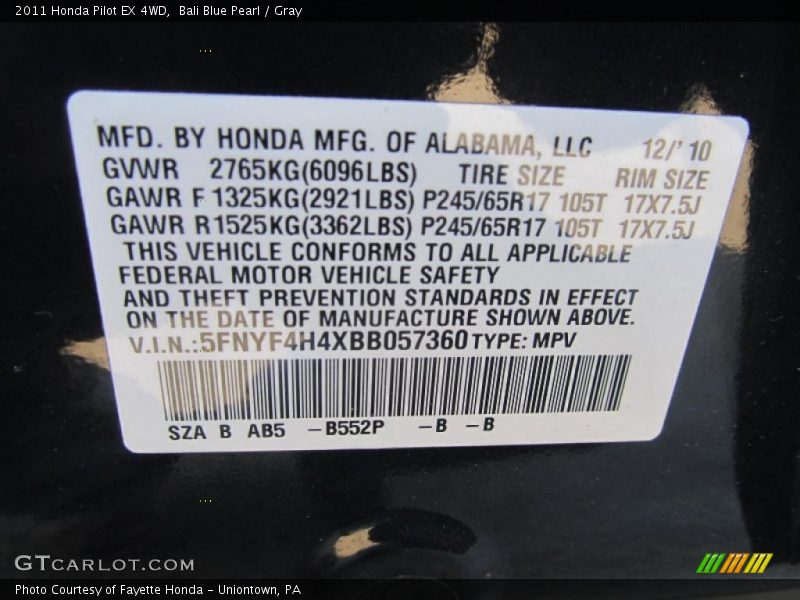 2011 Honda Pilot EX 4WD,  Bali Blue Pearl / Gray
MFD. BY HONDA MFG. OF ALABAMA, LLC 12/' 10
GVWR 2765KG(6096LBS) TIRE SIZE RIM SIZE
GAWR F 1325KG(2921LBS) P245/65R17 105T 17X7.5J
GAWR R1525KG(3362LBS) P245/65R17 105T 17X7.5J
THIS VEHICLE CONFORMS TO ALL APPLICABLE
FEDERAL MOTOR VEHICLE SAFETY
AND THEFT PREVENTION STANDARDS IN EFFECT
ON THE DATE OF MANUFACTURE SHOWN ABOVE.
V.I.N.:5FNYF4H4XBB057360 TYPE: MPV
SZA B AB5 -B552P -B -B
GTCARLOT.COM
Photo Courtesy of Fayette Honda - Uniontown, PA